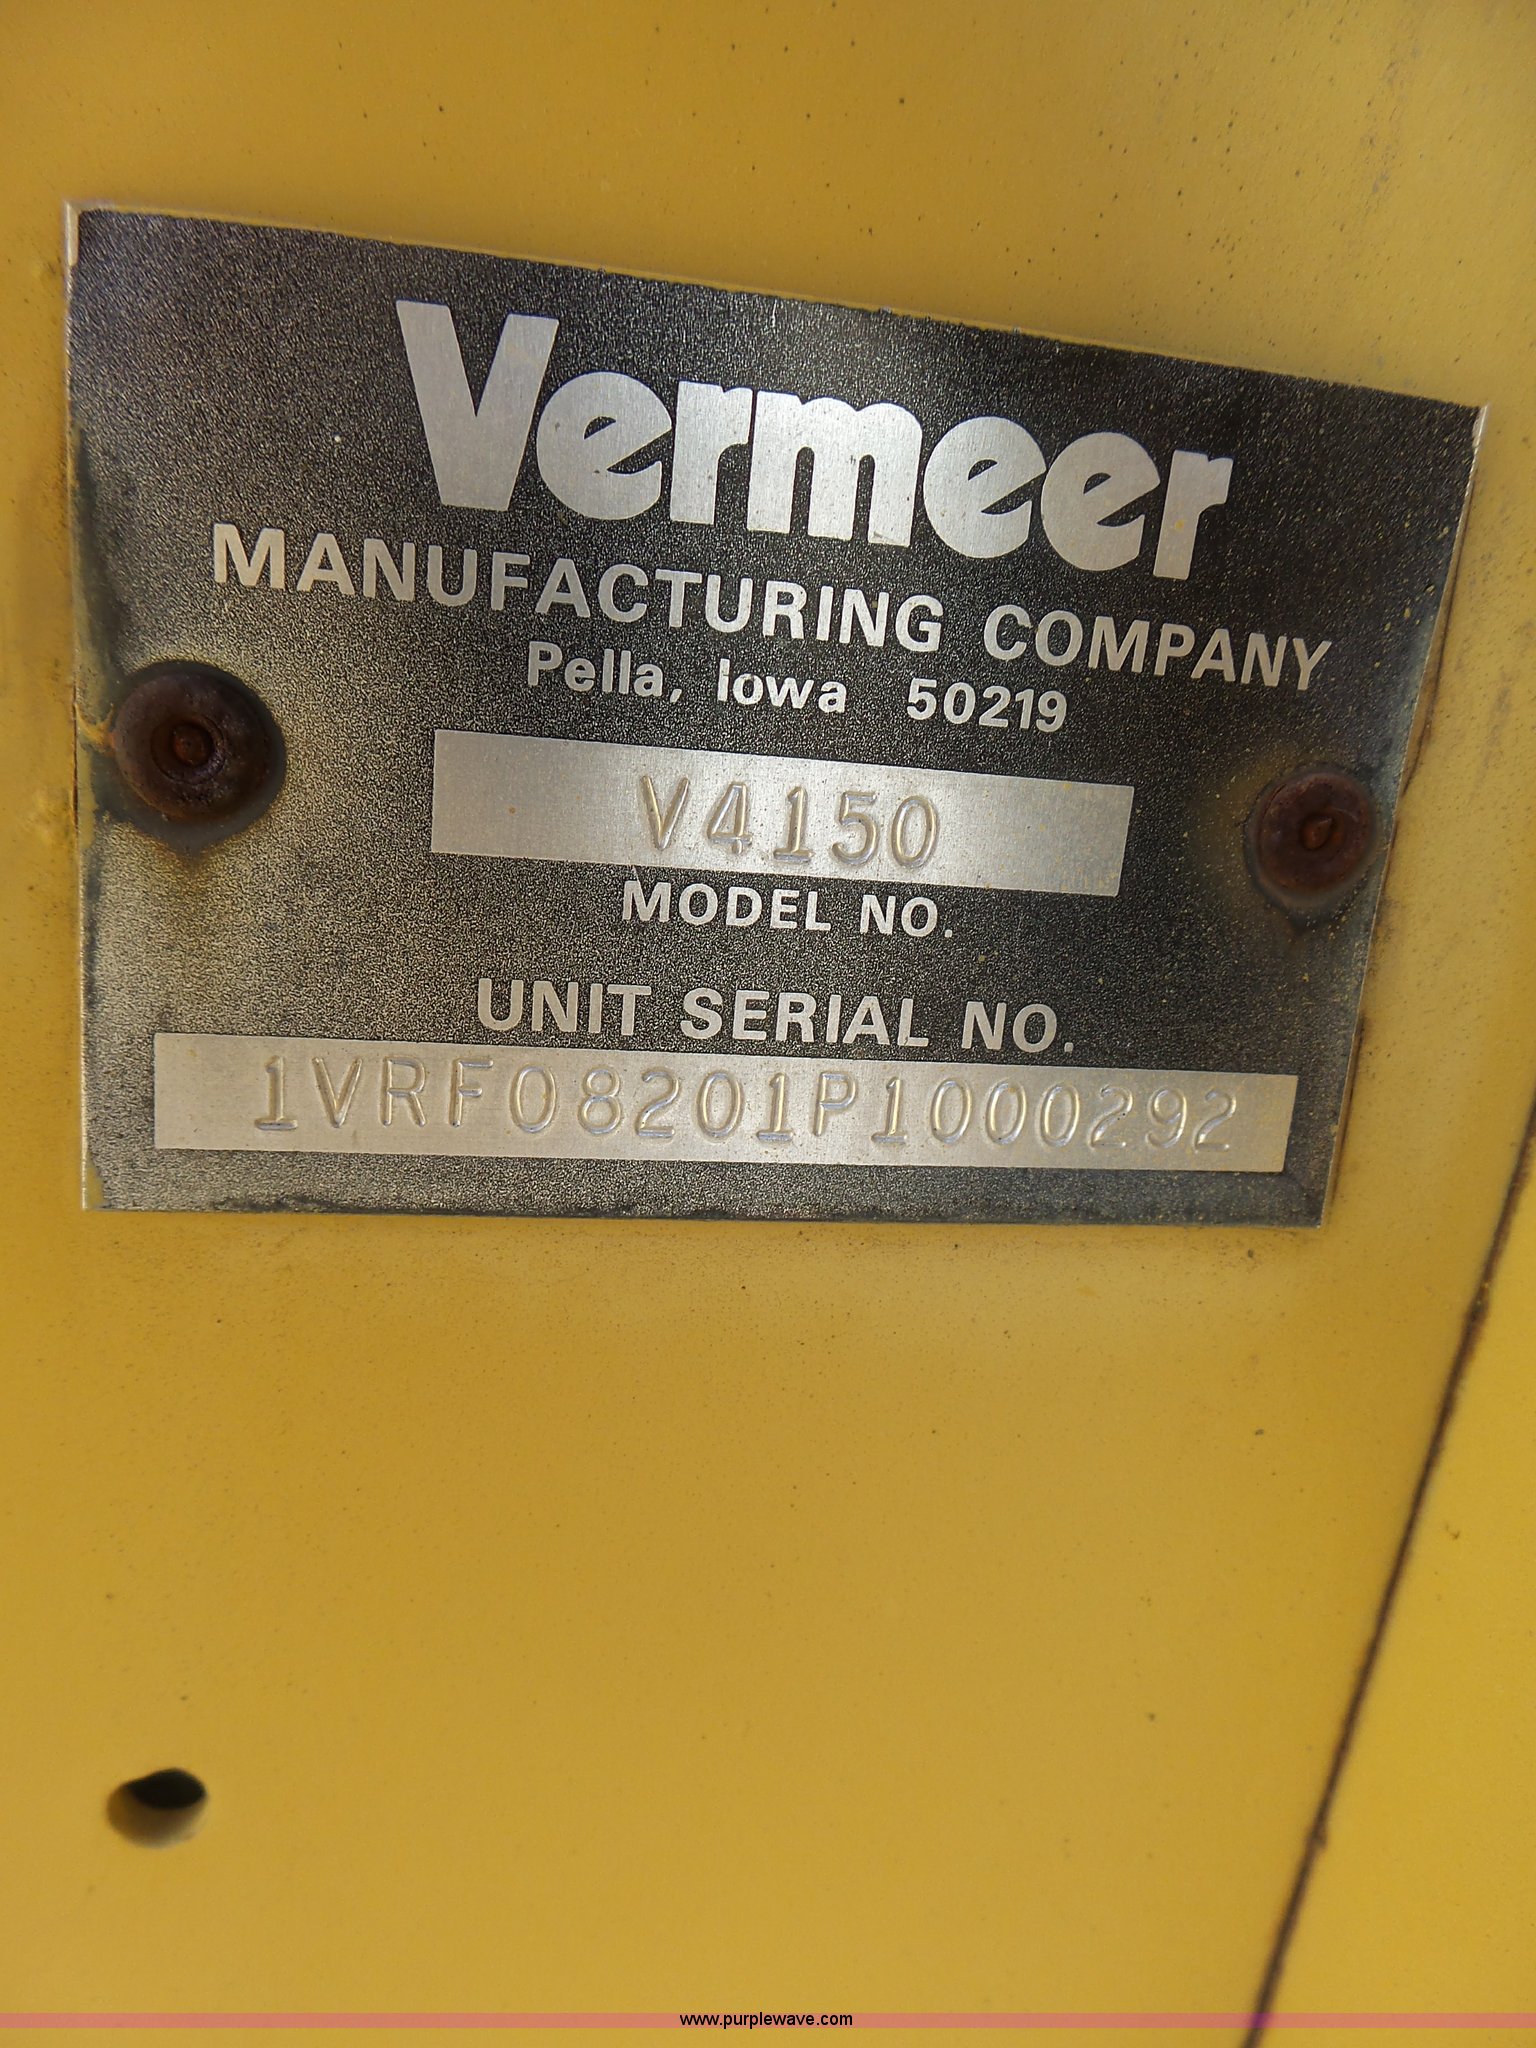 Vermeer
MANUFACTURING COMPANY
Pella, Iowa 50219
V4150
MODEL NO.
UNIT SERIAL NO.
1VRF08201P1000292
www.purplewave.com